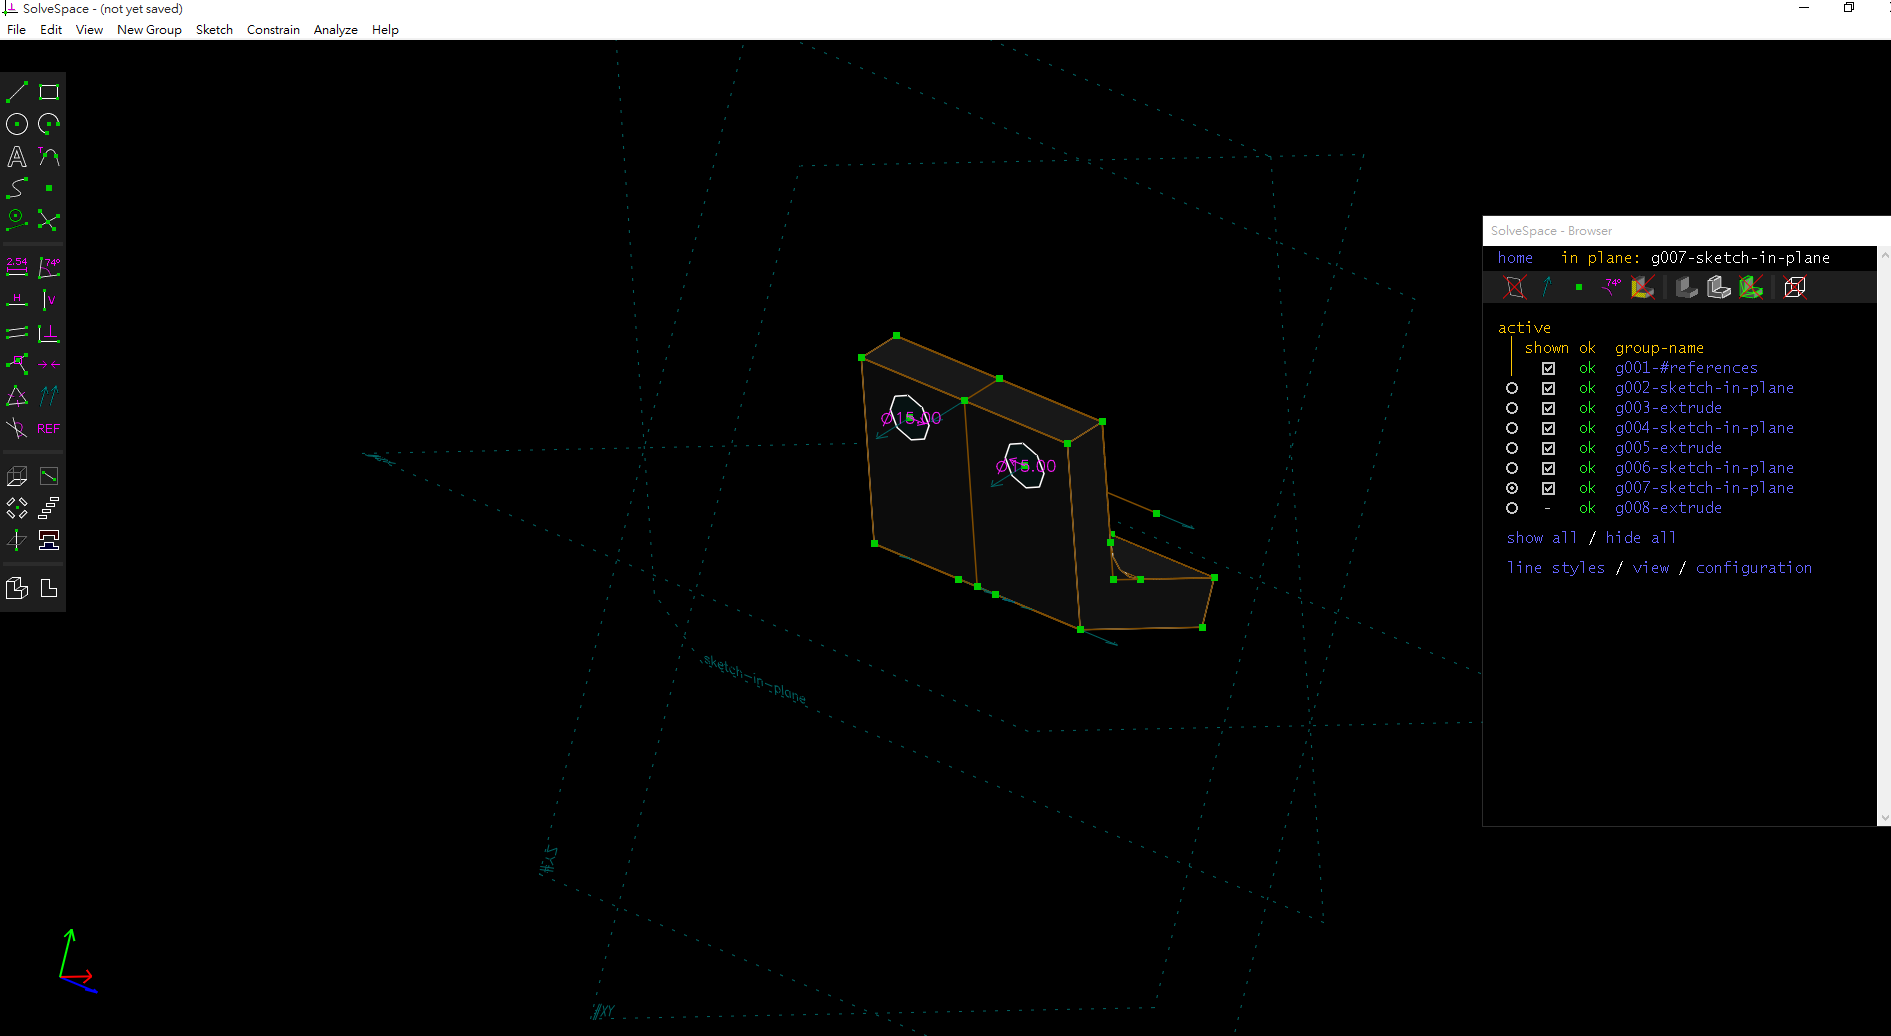 SolveSpace - (not yet saved)
File Edit View New Group Sketch Constrain Analyze Help
A T
2.54 74°
H V
REF
SolveSpace - Browser
home in plane: g007-sketch-in-plane
74°
active
shown ok group-name
ok g001-#references
ok g002-sketch-in-plane
ok g003-extrude
ok g004-sketch-in-plane
ok g005-extrude
ok g006-sketch-in-plane
ok g007-sketch-in-plane
- ok g008-extrude
show all / hide all
line styles / view / configuration
Ø15.00
Ø15.00
sketch-in-plane
#YZ
#XY